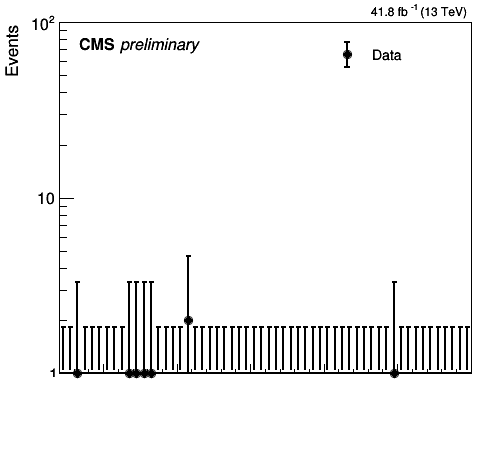 41.8 fb⁻¹ (13 TeV)
10²
Events
CMS preliminary
Data
10
1